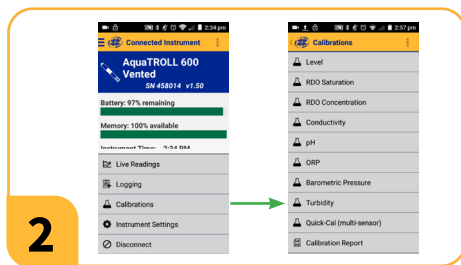 2:34 pm
Connected Instrument
AquaTROLL 600
Vented
SN 458014 v1.50
Battery: 97% remaining
Memory: 100% available
Instrument Time: 2:34 PM
Live Readings
Logging
Calibrations
Instrument Settings
Disconnect
2:57 pm
Calibrations
Level
RDO Saturation
RDO Concentration
Conductivity
pH
ORP
Barometric Pressure
Turbidity
Quick-Cal (multi-sensor)
Calibration Report
2